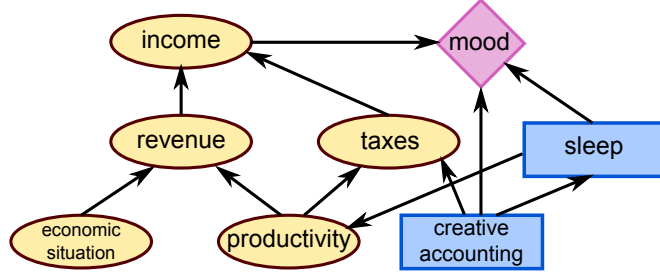 income
mood
revenue
taxes
sleep
economic
situation
productivity
creative
accounting